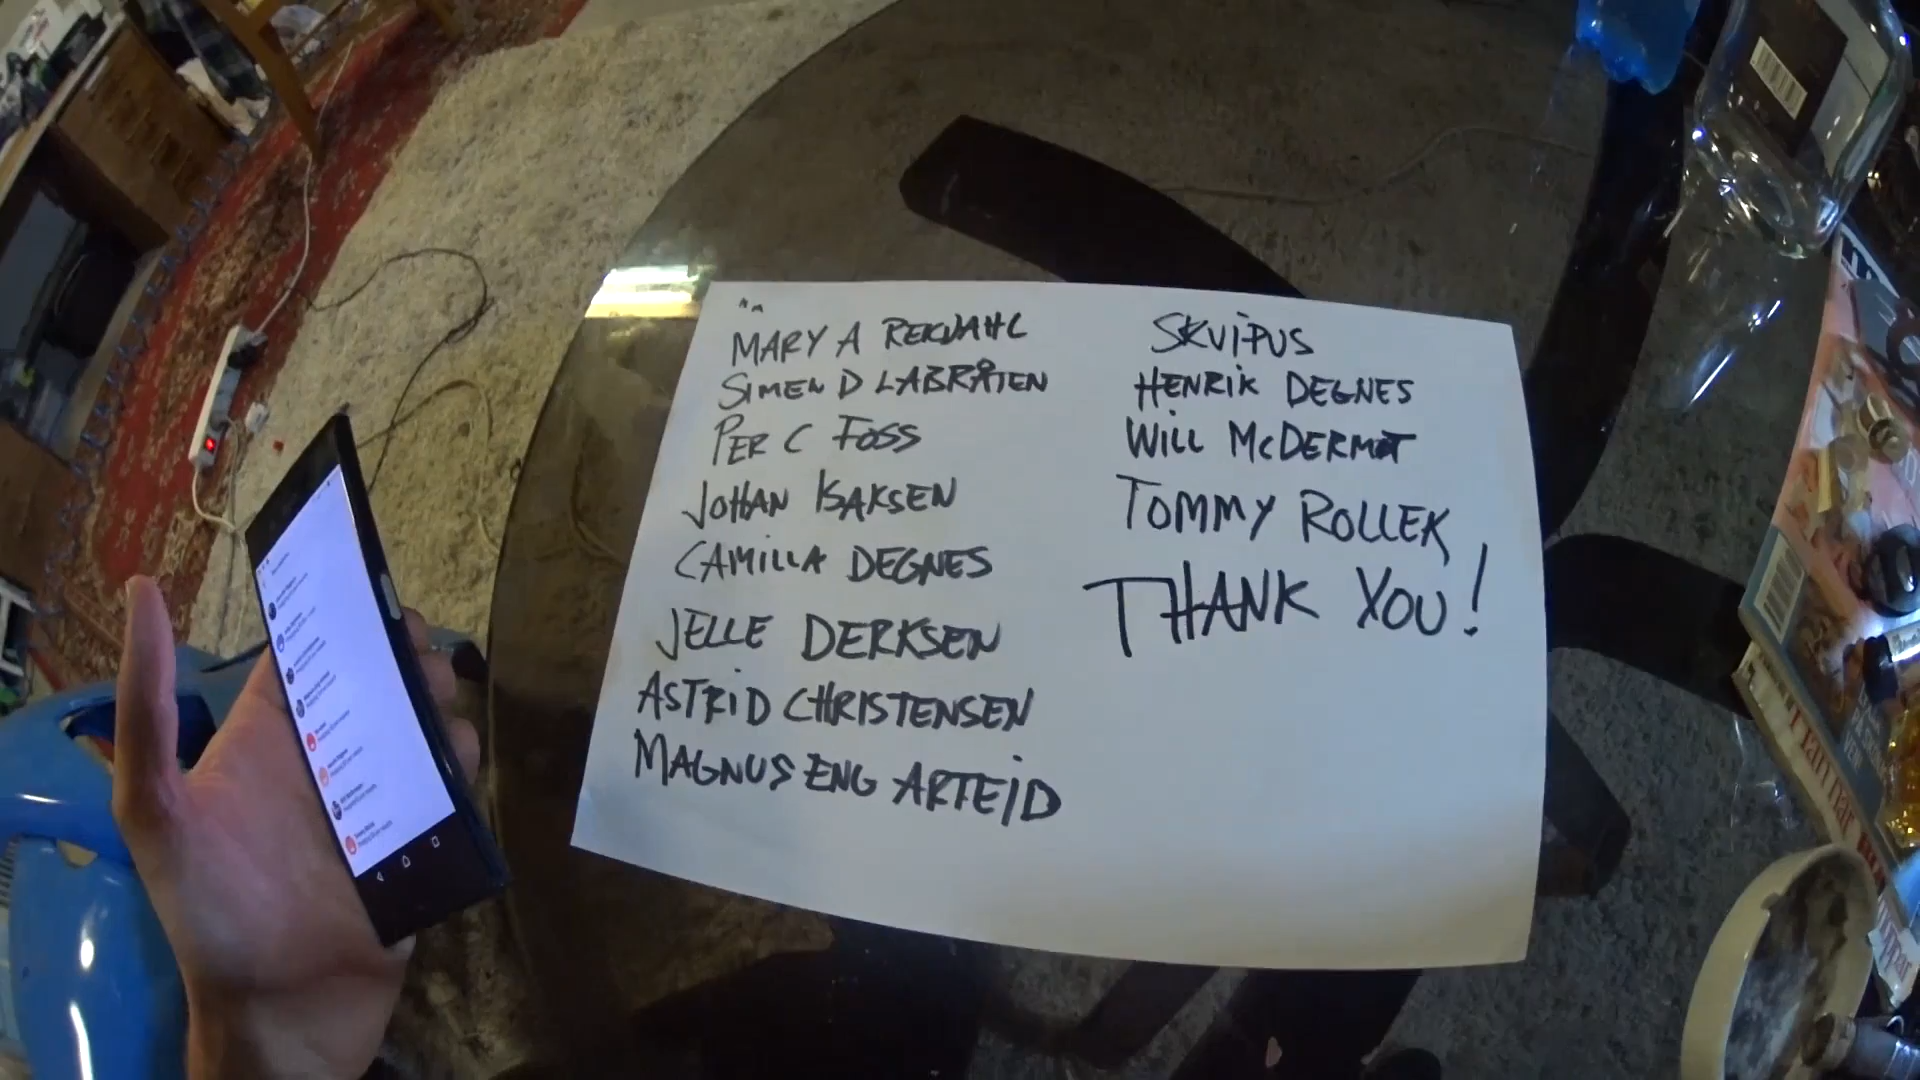 MARY A REKDAHL
SIMEN D LABRÅTEN
PER C FOSS
JOHAN ISAKSEN
CAMILLA DEGNES
JELLE DERKSEN
ASTRID CHRISTENSEN
MAGNUS ENG ARTEID
SKVIPUS
HENRIK DEGNES
WILL McDERMOT
TOMMY ROLLEK
THANK YOU!